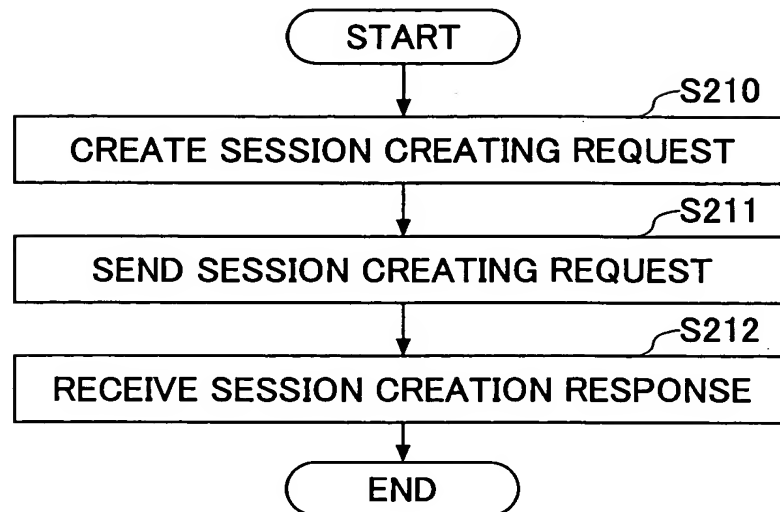 START
S210
CREATE SESSION CREATING REQUEST
S211
SEND SESSION CREATING REQUEST
S212
RECEIVE SESSION CREATION RESPONSE
END